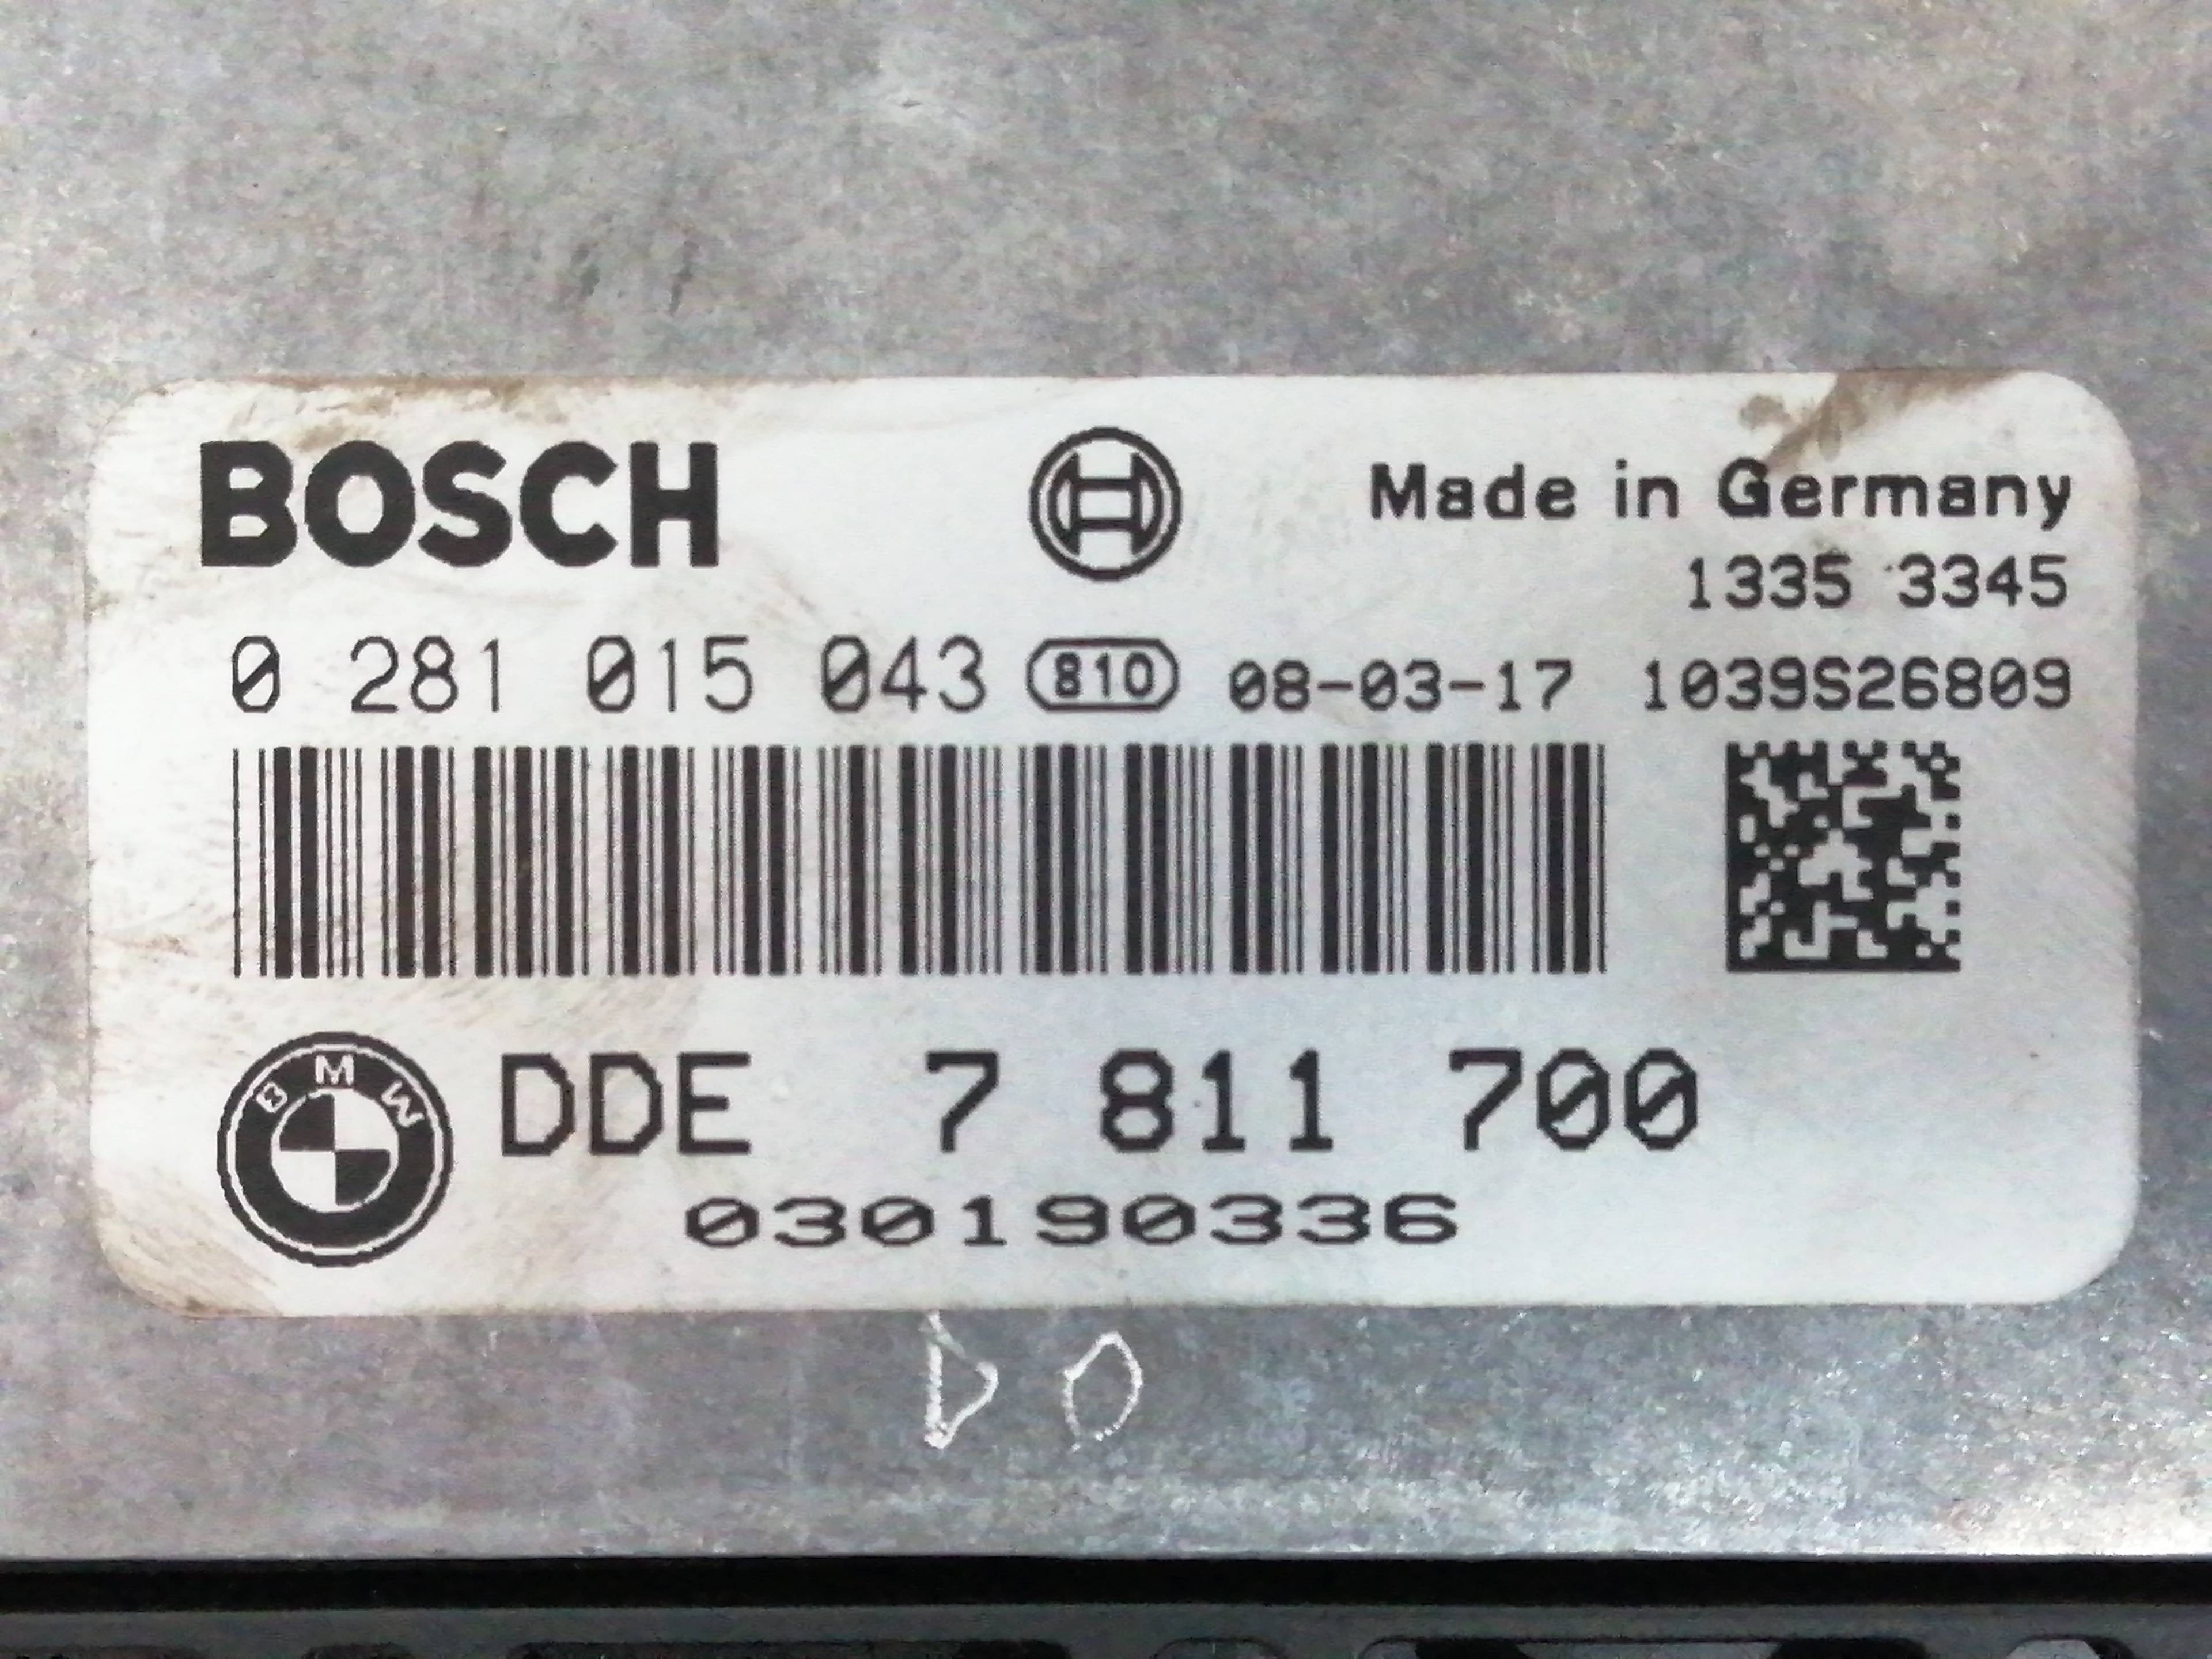 BOSCH
Made in Germany
1335 3345
0 281 015 043 810 08-03-17 1039S26809
BMW DDE 7 811 700
030190336
DO